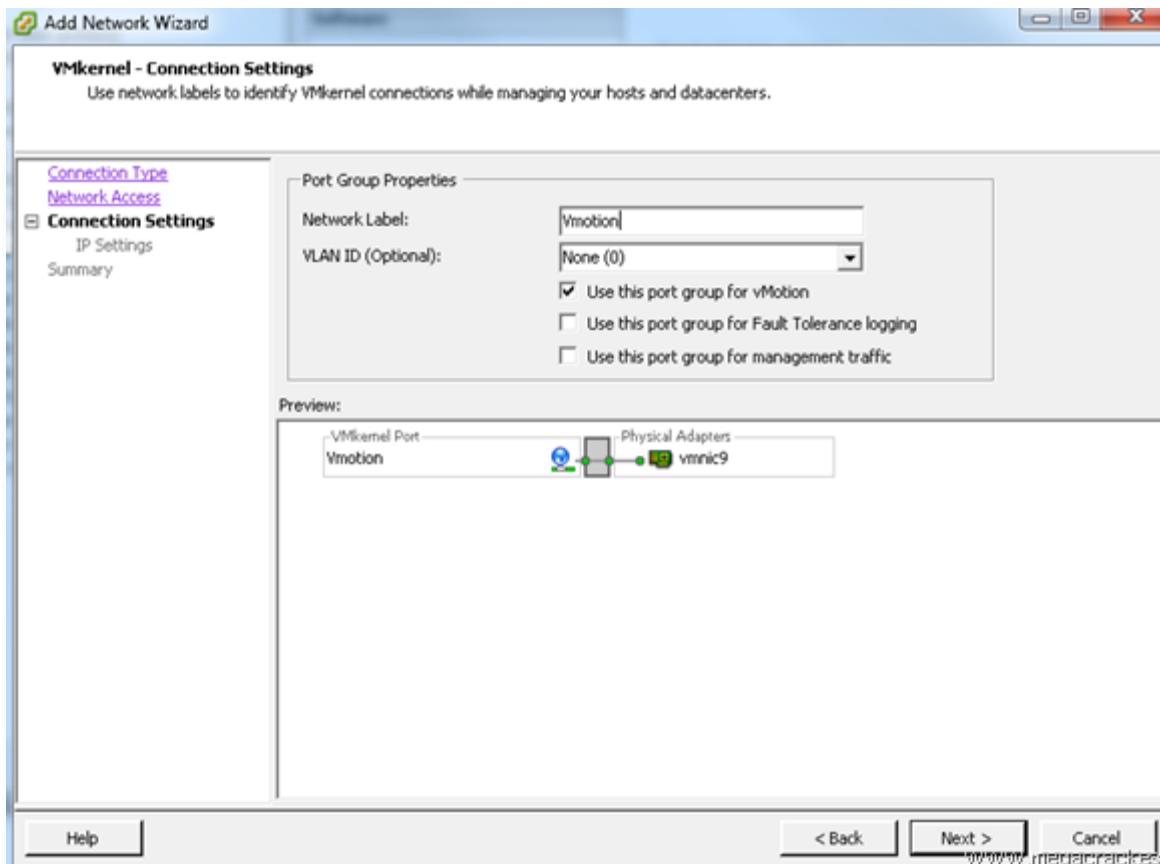 Add Network Wizard
Software
VMkernel - Connection Settings
Use network labels to identify VMkernel connections while managing your hosts and datacenters.
Connection Type
Network Access
Connection Settings
IP Settings
Summary
Port Group Properties
Network Label:
Vmotion
VLAN ID (Optional):
None (0)
Use this port group for vMotion
Use this port group for Fault Tolerance logging
Use this port group for management traffic
Preview:
VMkernel Port
Vmotion
Physical Adapters
vmnic9
Help
< Back
Next >
Cancel